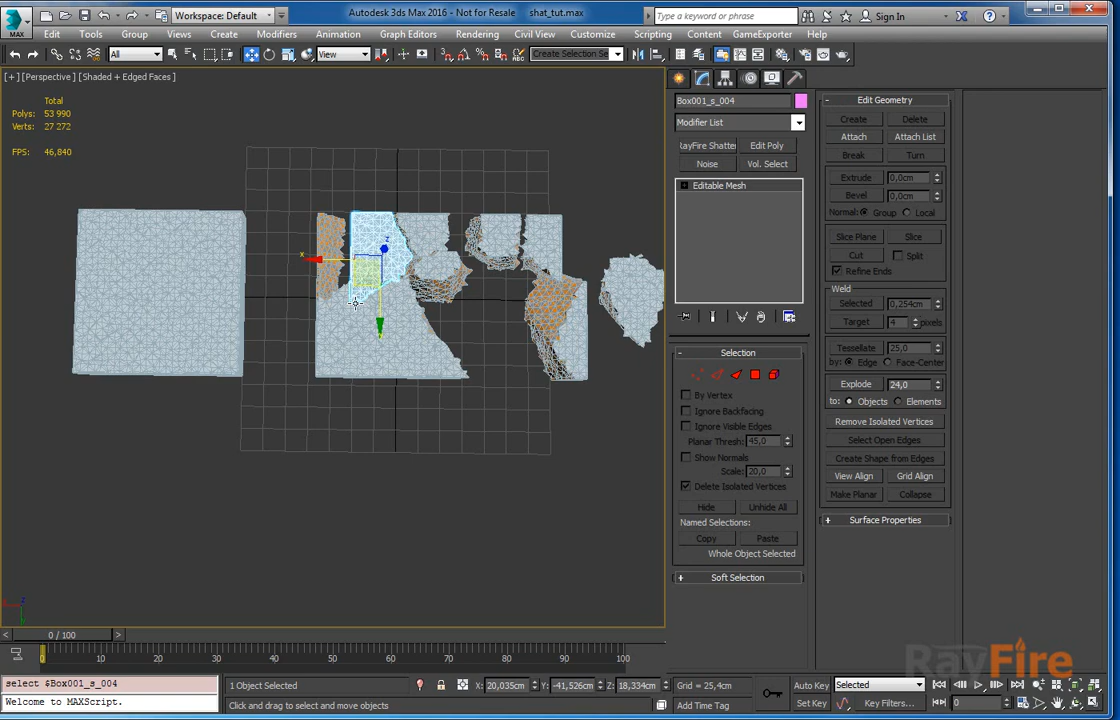 MAX
Workspace: Default
Autodesk 3ds Max 2016 - Not for Resale    shat_tut.max
Type a keyword or phrase
Sign In
Edit Tools Group Views Create Modifiers Animation Graph Editors Rendering Civil View Customize Scripting Content GameExporter Help
All
View
Create Selection Se
[+] [Perspective] [Shaded + Edged Faces]
Total
Polys: 53 990
Verts: 27 272
FPS: 46,840
x
z
Box001_s_004
Modifier List
RayFire Shatter
Edit Poly
Noise
Vol. Select
Editable Mesh
Selection
By Vertex
Ignore Backfacing
Ignore Visible Edges
Planar Thresh: 45,0
Show Normals
Scale: 20,0
Delete Isolated Vertices
Hide
Unhide All
Named Selections:
Copy
Paste
Whole Object Selected
Soft Selection
Edit Geometry
Create
Delete
Attach
Attach List
Break
Turn
Extrude 0,0cm
Bevel 0,0cm
Normal: Group Local
Slice Plane
Slice
Cut
Split
Refine Ends
Weld
Selected 0,254cm
Target 4 pixels
Tessellate 25,0
by: Edge Face-Center
Explode 24,0
to: Objects Elements
Remove Isolated Vertices
Select Open Edges
Create Shape from Edges
View Align
Grid Align
Make Planar
Collapse
Surface Properties
0 / 100
0 10 20 30 40 50 60 70 80 90 100
RayFire
select $Box001_s_004
Welcome to MAXScript.
1 Object Selected
Click and drag to select and move objects
X: 20,035cm Y: -41,526cm Z: 18,334cm
Grid = 25,4cm
Add Time Tag
Auto Key
Selected
Set Key
Key Filters...
0